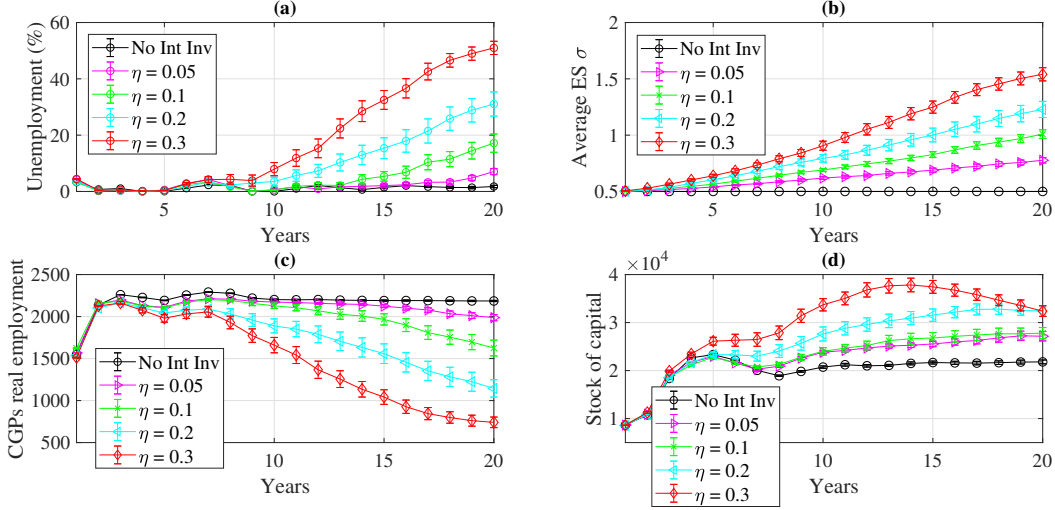 (a)
Unemployment (%)
60
40
20
0
No Int Inv
η = 0.05
η = 0.1
η = 0.2
η = 0.3
5
10
15
20
Years
(b)
Average ES σ
2
1.5
1
0.5
No Int Inv
η = 0.05
η = 0.1
η = 0.2
η = 0.3
5
10
15
20
Years
(c)
CGPs real employment
2500
2000
1500
1000
500
No Int Inv
η = 0.05
η = 0.1
η = 0.2
η = 0.3
10
15
20
Years
(d)
×10⁴
Stock of capital
4
3
2
1
No Int Inv
η = 0.05
η = 0.1
η = 0.2
η = 0.3
10
15
20
Years